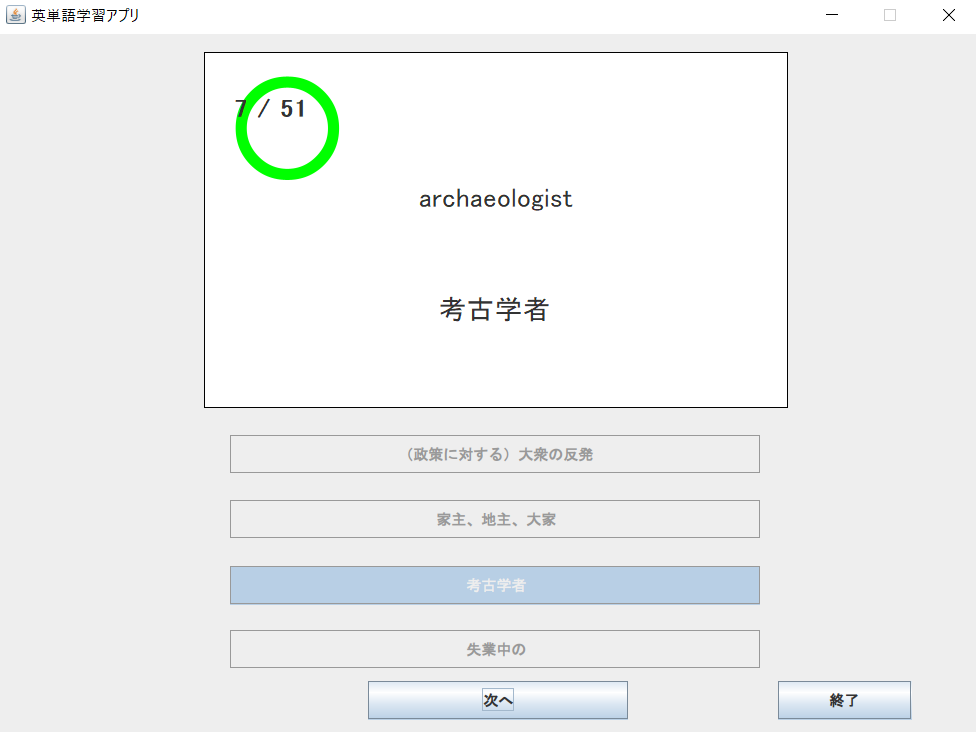 英単語学習アプリ
7 / 51
archaeologist
考古学者
（政策に対する）大衆の反発
家主、地主、大家
考古学者
失業中の
次へ
終了